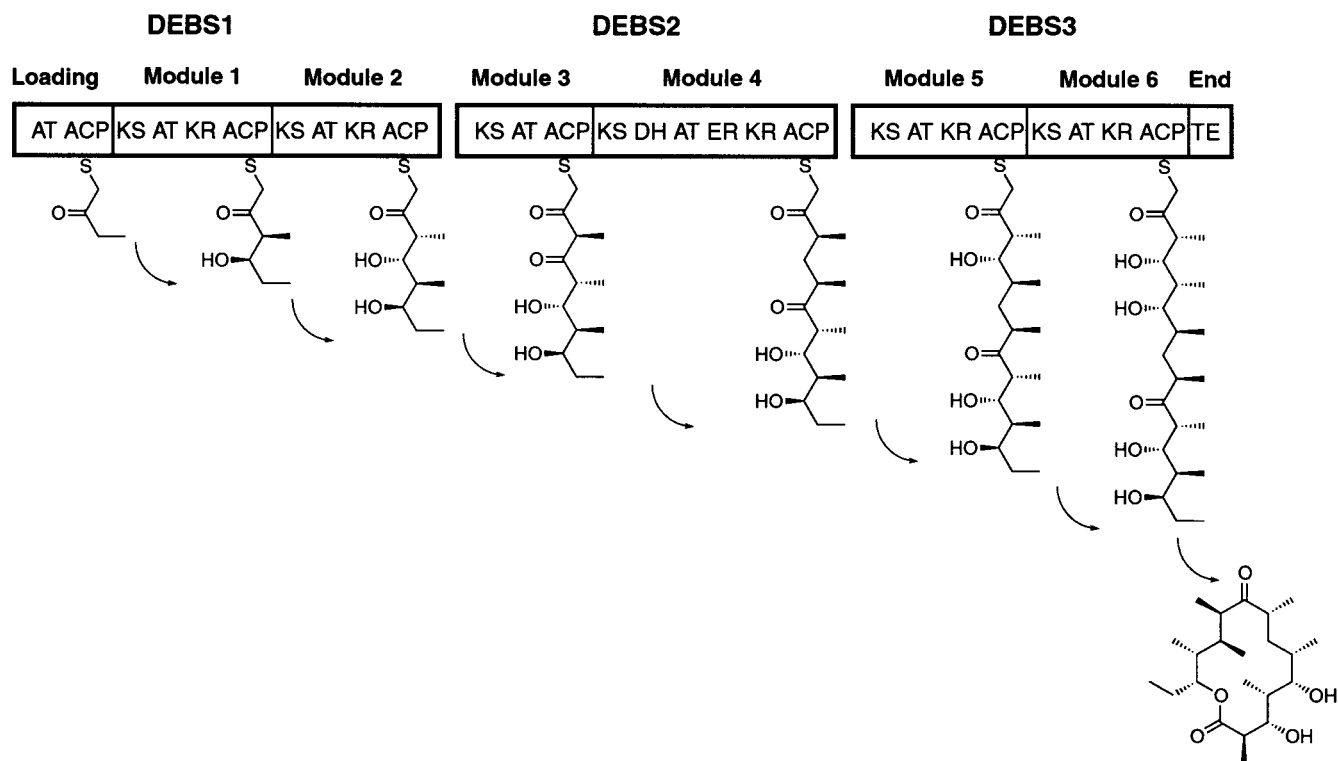 DEBS1 DEBS2 DEBS3
Loading Module 1 Module 2 Module 3 Module 4 Module 5 Module 6 End
AT ACP KS AT KR ACP KS AT KR ACP KS AT ACP KS DH AT ER KR ACP KS AT KR ACP KS AT KR ACP TE
S S S S S S S
O O O O O O O
HO HO O HO HO
HO HO O HO
HO HO O O
HO HO HO
HO HO
O
O OH
O OH